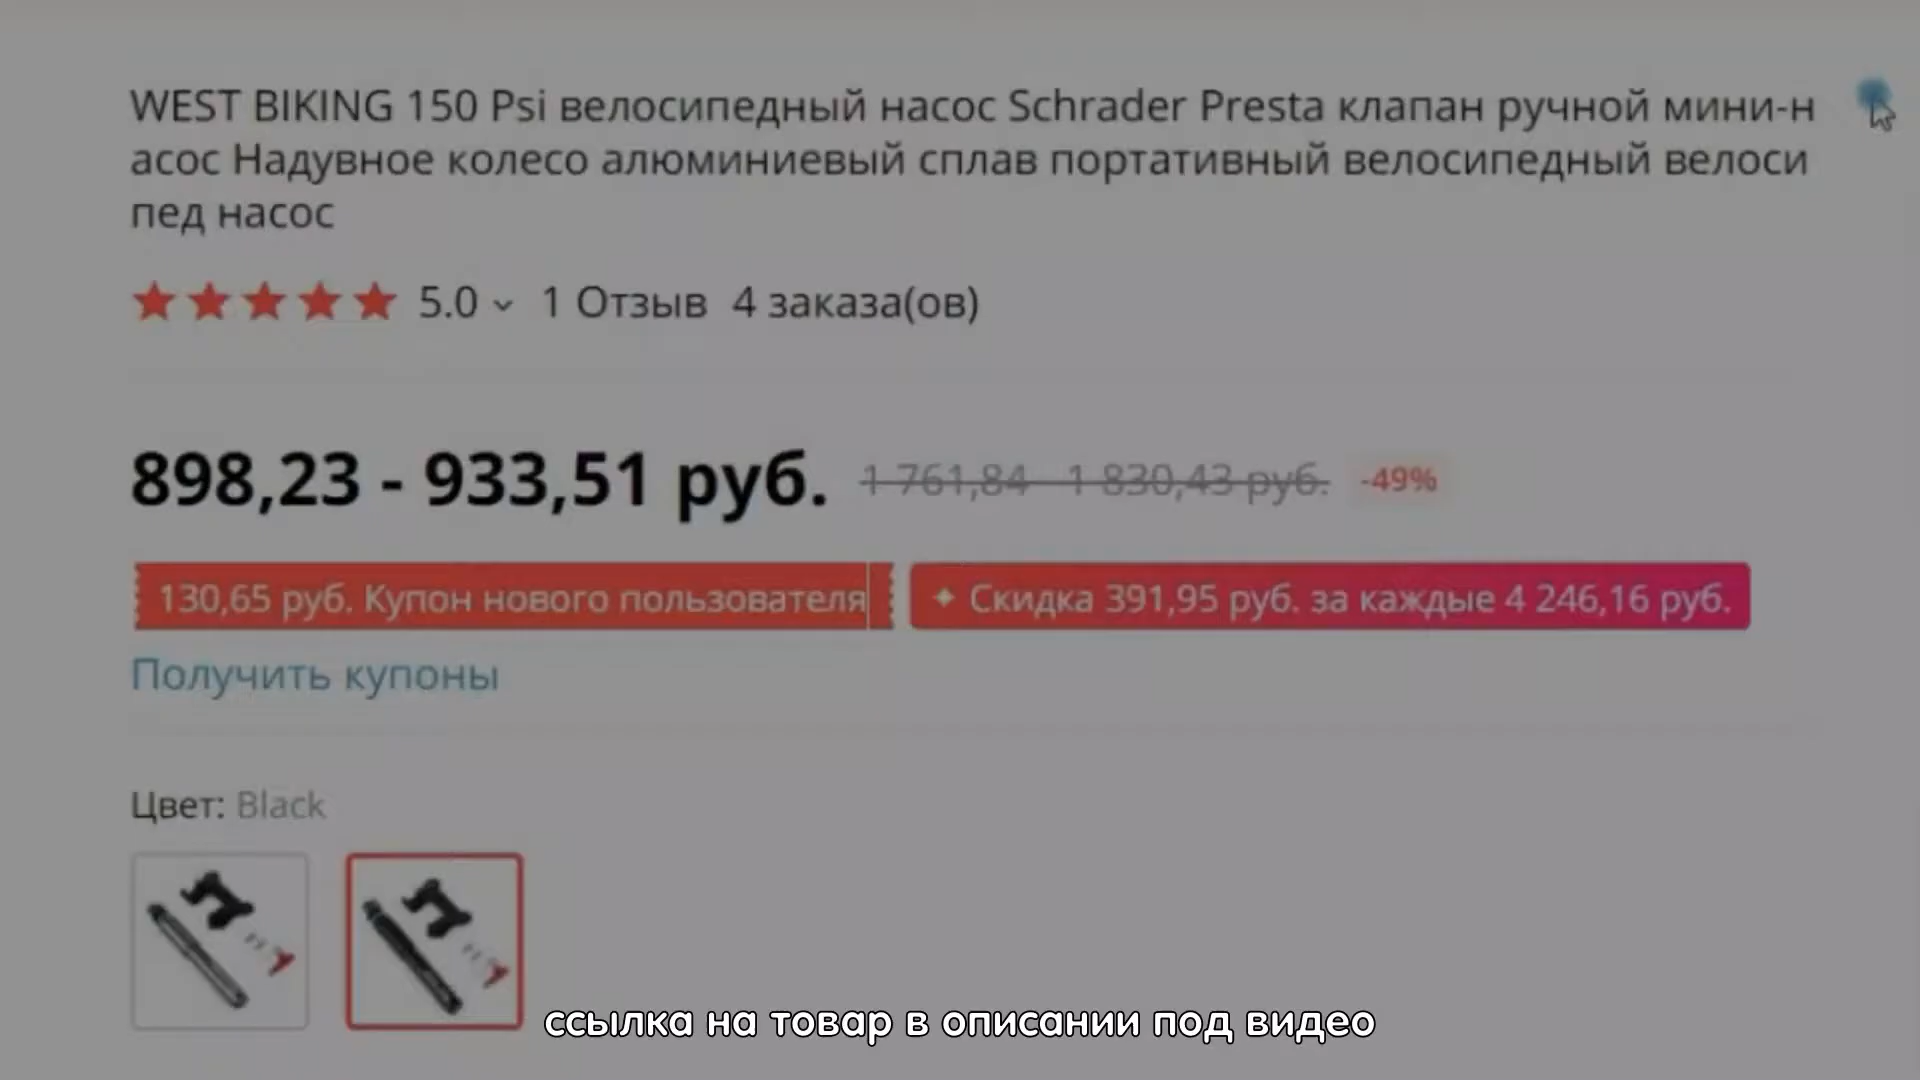 WEST BIKING 150 Psi велосипедный насос Schrader Presta клапан ручной мини-н
асос Надувное колесо алюминиевый сплав портативный велосипедный велоси
пед насос
5.0 1 Отзыв 4 заказа(ов)
898,23 - 933,51 руб. 1 761,84 - 1 830,43 руб. -49%
130,65 руб. Купон нового пользователя Скидка 391,95 руб. за каждые 4 246,16 руб.
Получить купоны
Цвет: Black
ссылка на товар в описании под видео